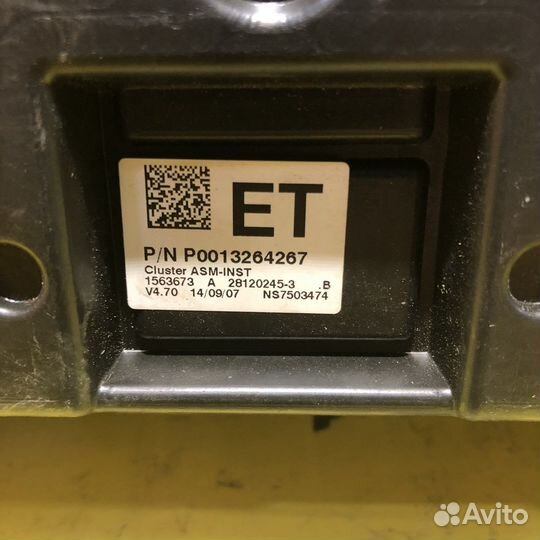 ET
P/N P0013264267
Cluster ASM-INST
1563673 A 28120245-3 .B
V4.70 14/09/07 NS7503474
Avito